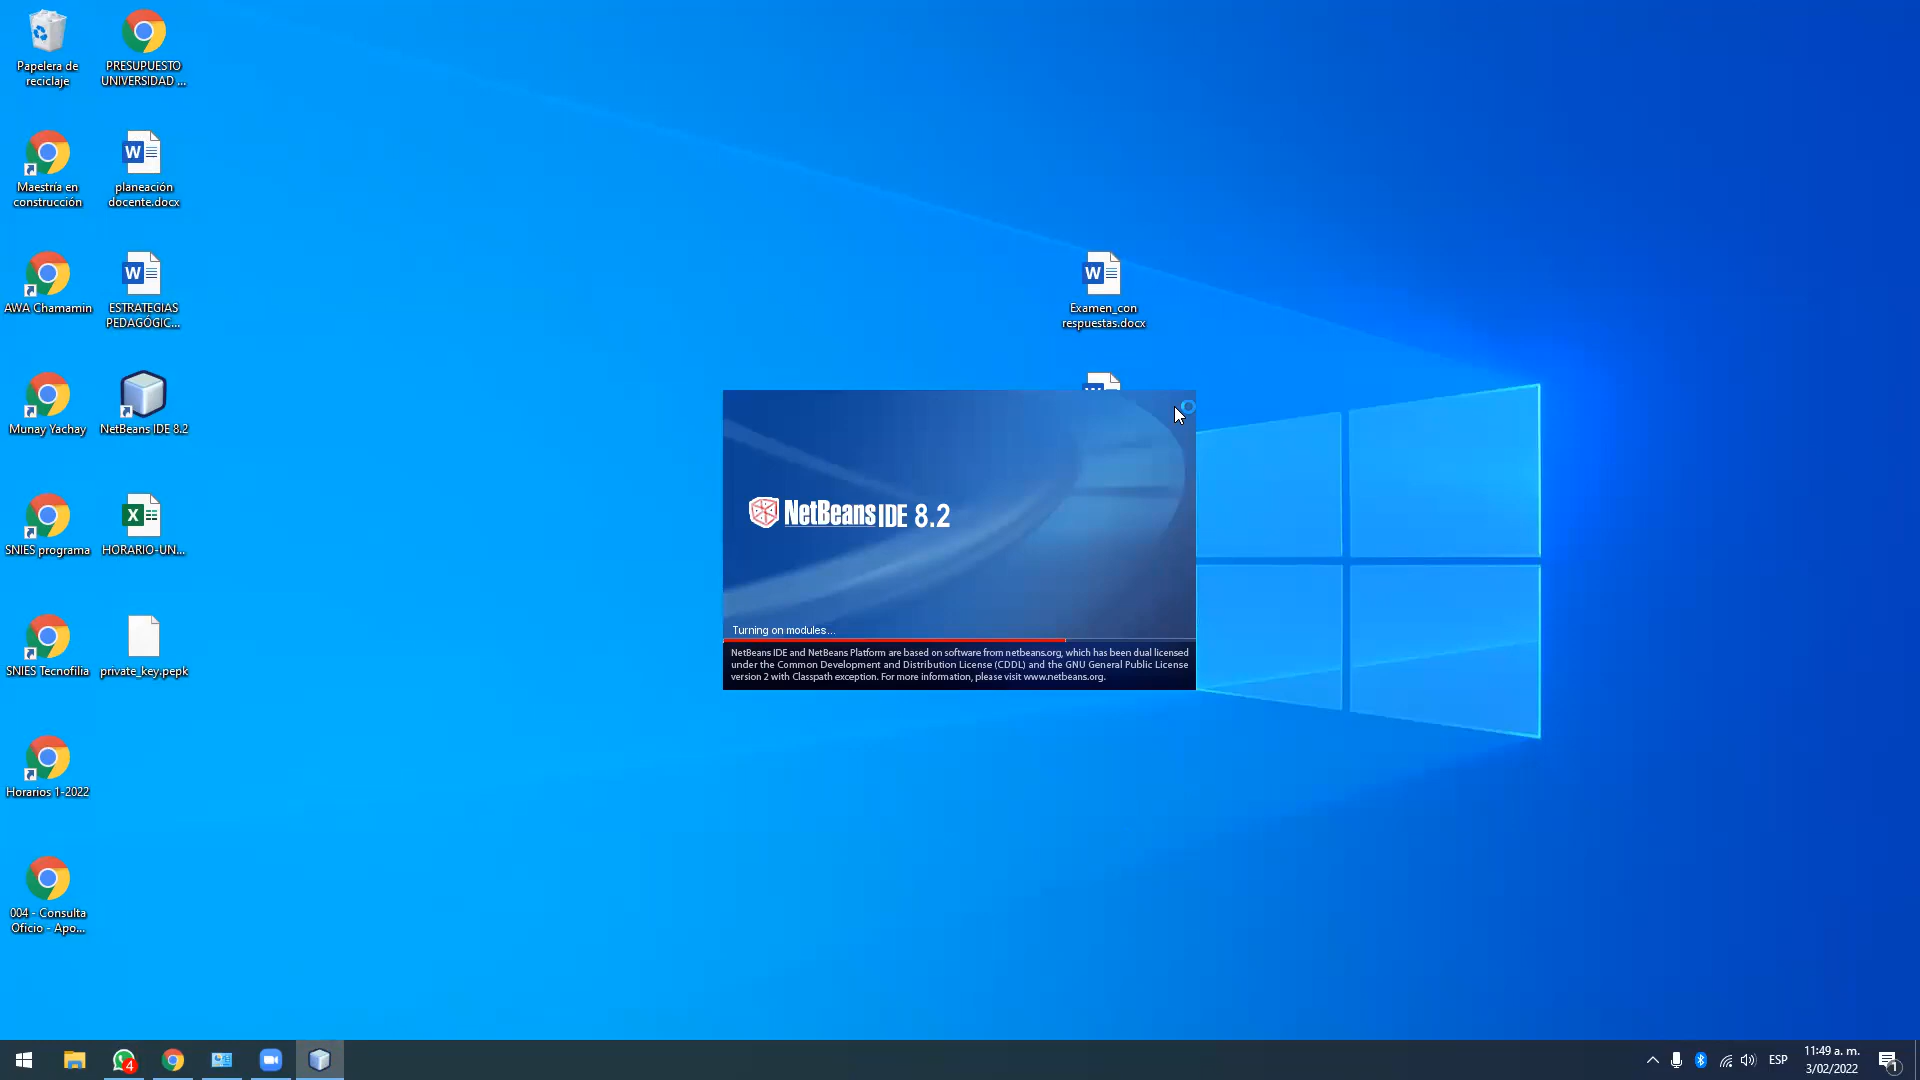 Papelera de
reciclaje
PRESUPUESTO
UNIVERSIDAD ...
Maestría en
construcción
planeación
docente.docx
AWA Chamamin
ESTRATEGIAS
PEDAGÓGIC...
Examen_con
respuestas.docx
Munay Yachay
NetBeans IDE 8.2
SNIES programa
HORARIO-UN...
SNIES Tecnofilia
private_key.pepk
Horarios 1-2022
004 - Consulta
Oficio - Apo...
NetBeans IDE 8.2
Turning on modules...
NetBeans IDE and NetBeans Platform are based on software from netbeans.org, which has been dual licensed
under the Common Development and Distribution License (CDDL) and the GNU General Public License
version 2 with Classpath exception. For more information, please visit www.netbeans.org.
4
ESP
11:49 a. m.
3/02/2022
1